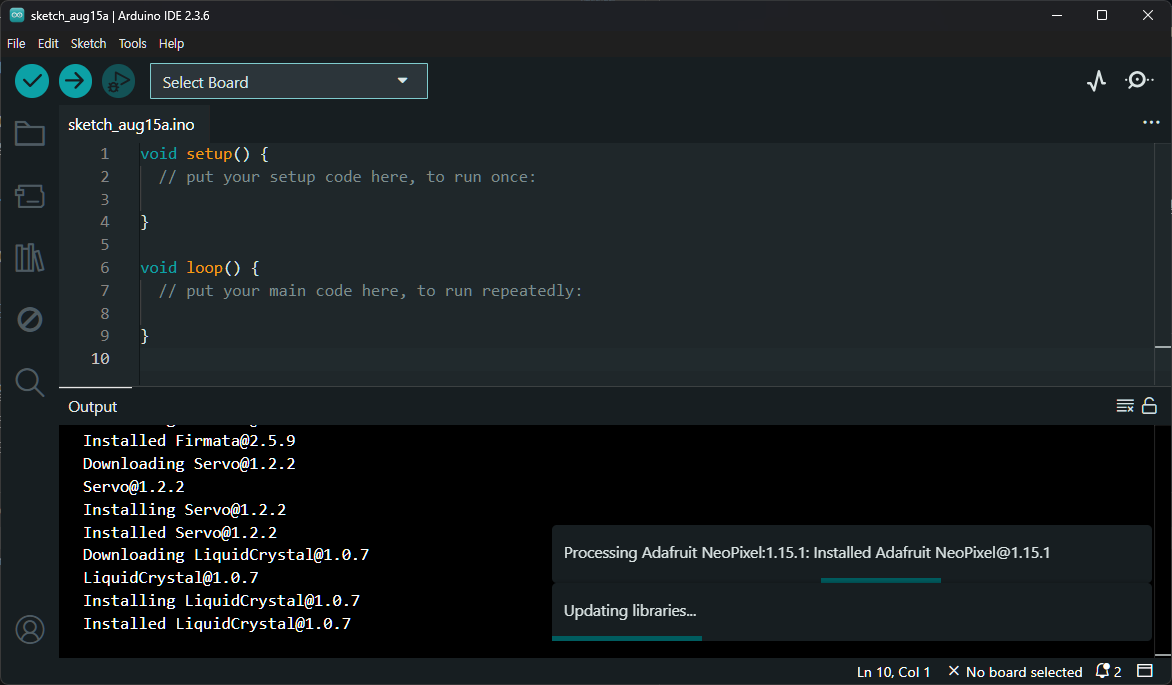 sketch_aug15a | Arduino IDE 2.3.6
File Edit Sketch Tools Help
Select Board
sketch_aug15a.ino
1 void setup() {
2 // put your setup code here, to run once:
3
4 }
5
6 void loop() {
7 // put your main code here, to run repeatedly:
8
9 }
10
Output
Installed Firmata@2.5.9
Downloading Servo@1.2.2
Servo@1.2.2
Installing Servo@1.2.2
Installed Servo@1.2.2
Downloading LiquidCrystal@1.0.7
LiquidCrystal@1.0.7
Installing LiquidCrystal@1.0.7
Installed LiquidCrystal@1.0.7
Processing Adafruit NeoPixel:1.15.1: Installed Adafruit NeoPixel@1.15.1
Updating libraries...
Ln 10, Col 1 No board selected 2